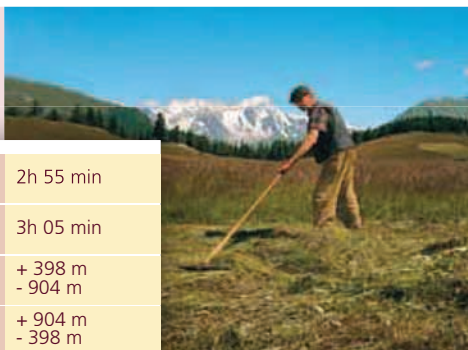 2h 55 min
3h 05 min
+ 398 m
- 904 m
+ 904 m
- 398 m